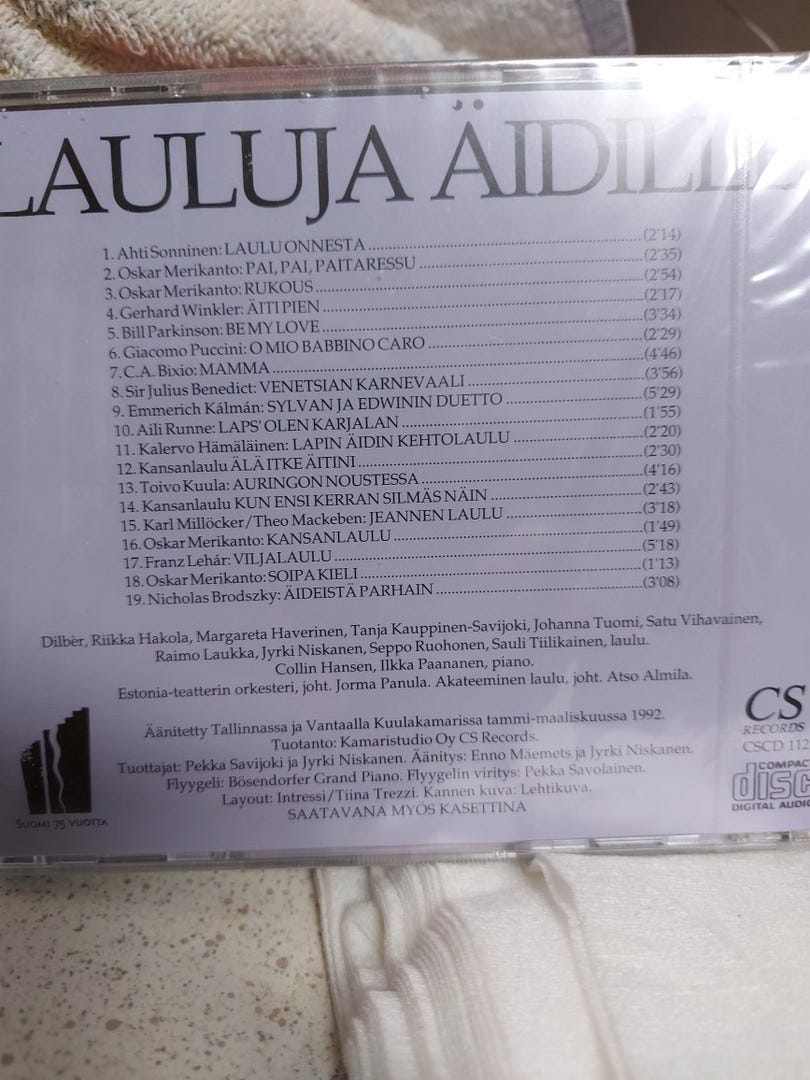 LAULUJA ÄIDILLE
1. Ahti Sonninen: LAULU ONNESTA (2'14)
2. Oskar Merikanto: PAI, PAI, PAITARESSU (2'35)
3. Oskar Merikanto: RUKOUS (2'54)
4. Gerhard Winkler: ÄITI PIEN (2'17)
5. Bill Parkinson: BE MY LOVE (3'34)
6. Giacomo Puccini: O MIO BABBINO CARO (2'29)
7. C.A. Bixio: MAMMA (4'46)
8. Sir Julius Benedict: VENETSIAN KARNEVAALI (3'56)
9. Emmerich Kálmán: SYLVAN JA EDWININ DUETTO (5'29)
10. Aili Runne: LAPS' OLEN KARJALAN (1'55)
11. Kalervo Hämäläinen: LAPIN ÄIDIN KEHTOLAULU (2'20)
12. Kansanlaulu ÄLÄ ITKE ÄITINI (2'30)
13. Toivo Kuula: AURINGON NOUSTESSA (4'16)
14. Kansanlaulu KUN ENSI KERRAN SILMÄS NÄIN (2'43)
15. Karl Millöcker/Theo Mackeben: JEANNEN LAULU (3'18)
16. Oskar Merikanto: KANSANLAULU (1'49)
17. Franz Lehár: VILJALAULU (5'18)
18. Oskar Merikanto: SOIPA KIELI (1'13)
19. Nicholas Brodszky: ÄIDEISTÄ PARHAIN (3'08)
Dilbèr, Riikka Hakola, Margareta Haverinen, Tanja Kauppinen-Savijoki, Johanna Tuomi, Satu Vihavainen,
Raimo Laukka, Jyrki Niskanen, Seppo Ruohonen, Sauli Tiilikainen, laulu.
Collin Hansen, Ilkka Paananen, piano.
Estonia-teatterin orkesteri, joht. Jorma Panula. Akateeminen laulu, joht. Atso Almila.
Äänitetty Tallinnassa ja Vantaalla Kuulakamarissa tammi-maaliskuussa 1992.
Tuotanto: Kamaristudio Oy CS Records.
Tuottajat: Pekka Savijoki ja Jyrki Niskanen. Äänitys: Enno Mäemets ja Jyrki Niskanen.
Flyygeli: Bösendorfer Grand Piano. Flyygelin viritys: Pekka Savolainen.
Layout: Intressi/Tiina Trezzi. Kannen kuva: Lehtikuva.
SAATAVANA MYÖS KASETTINA
SUOMI 75 VUOTTA
CS
RECORDS
CSCD 112
COMPACT
disc
DIGITAL AUDIO